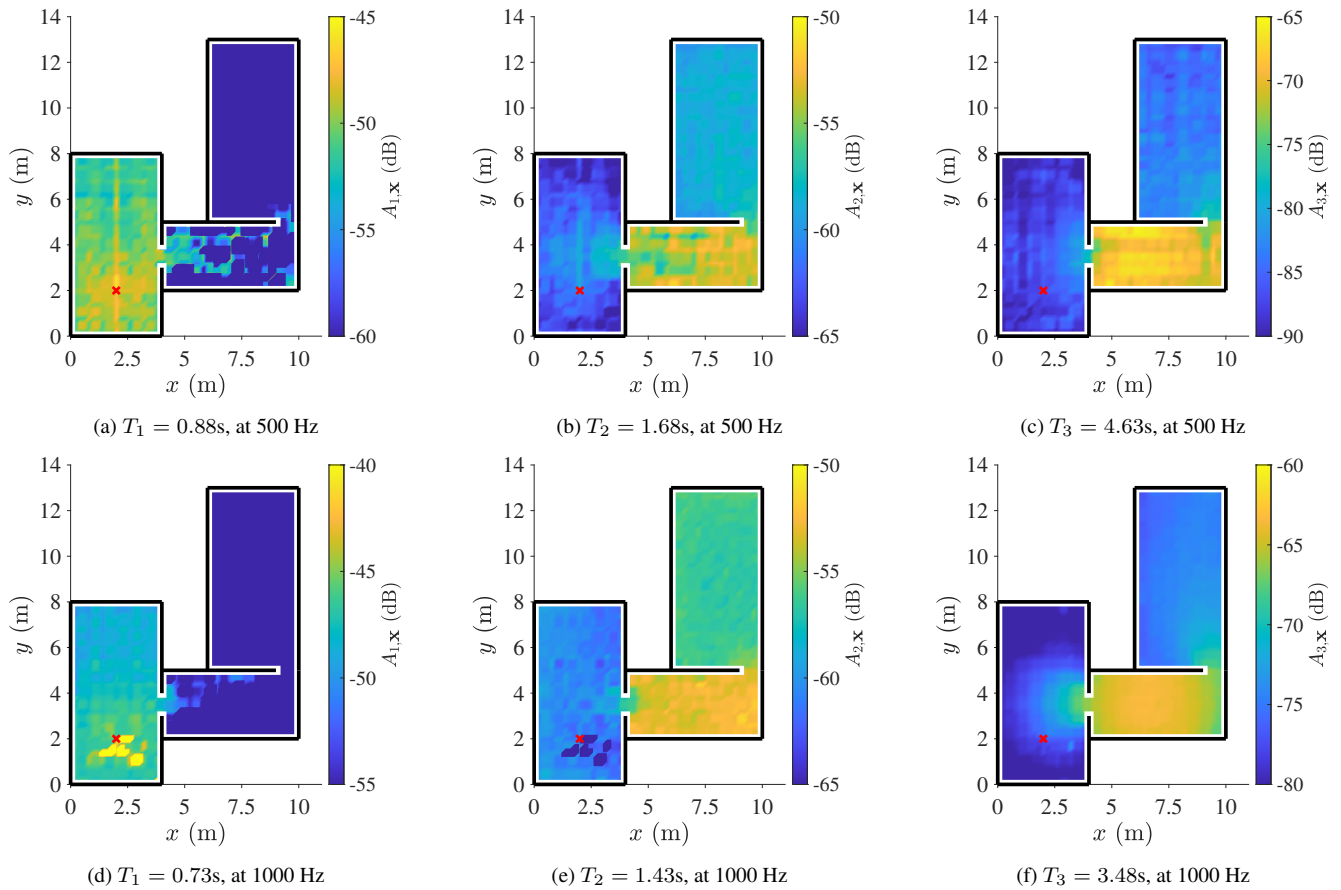 14
12
10
8
6
4
2
0
y (m)
0 2.5 5 7.5 10
x (m)
-45
-50
-55
-60
A1,x (dB)
(a) T1 = 0.88s, at 500 Hz
14
12
10
8
6
4
2
0
y (m)
0 2.5 5 7.5 10
x (m)
-50
-55
-60
-65
A2,x (dB)
(b) T2 = 1.68s, at 500 Hz
14
12
10
8
6
4
2
0
y (m)
0 2.5 5 7.5 10
x (m)
-65
-70
-75
-80
-85
-90
A3,x (dB)
(c) T3 = 4.63s, at 500 Hz
14
12
10
8
6
4
2
0
y (m)
0 2.5 5 7.5 10
x (m)
-40
-45
-50
-55
A1,x (dB)
(d) T1 = 0.73s, at 1000 Hz
14
12
10
8
6
4
2
0
y (m)
0 2.5 5 7.5 10
x (m)
-50
-55
-60
-65
A2,x (dB)
(e) T2 = 1.43s, at 1000 Hz
14
12
10
8
6
4
2
0
y (m)
0 2.5 5 7.5 10
x (m)
-60
-65
-70
-75
-80
A3,x (dB)
(f) T3 = 3.48s, at 1000 Hz